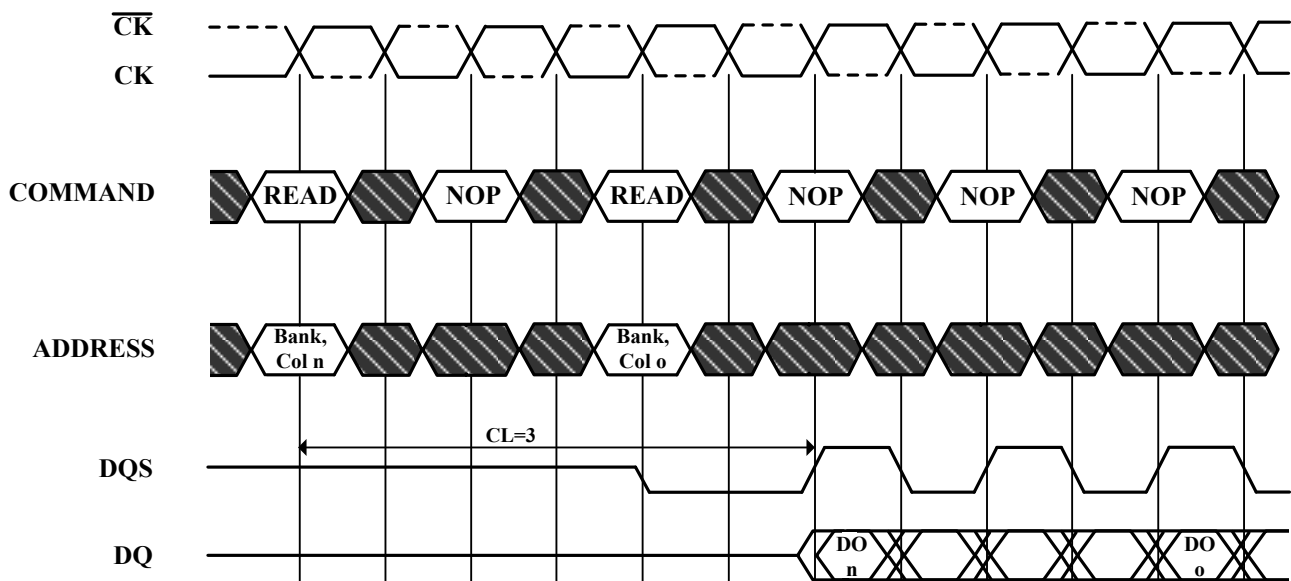 C̅K̅
CK
COMMAND READ NOP READ NOP NOP NOP
ADDRESS
Bank,
Col n
Bank,
Col o
CL=3
DQS
DQ
DO
n
DO
o